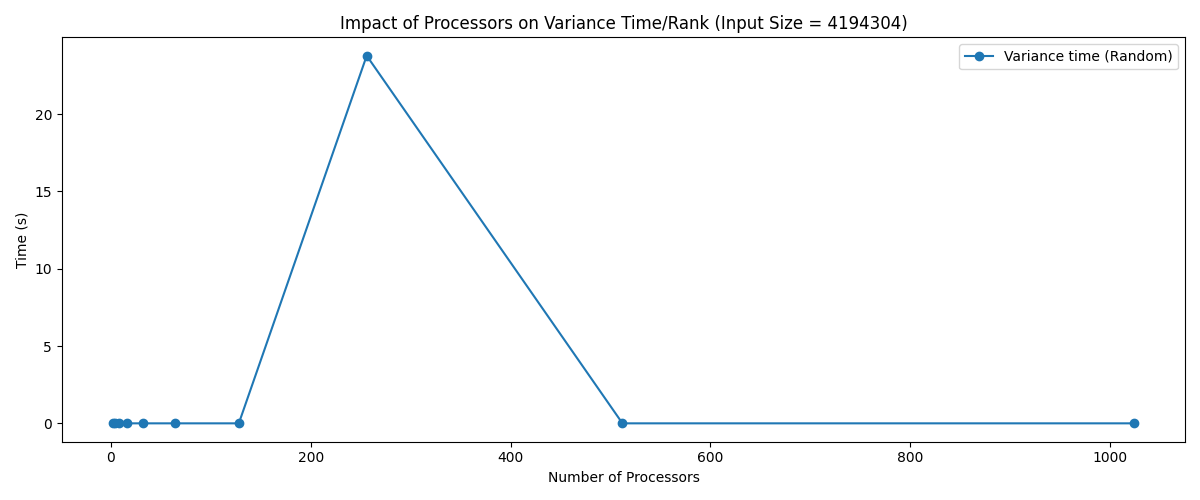 Impact of Processors on Variance Time/Rank (Input Size = 4194304)
Variance time (Random)
Time (s)
20
15
10
5
0
0 200 400 600 800 1000
Number of Processors